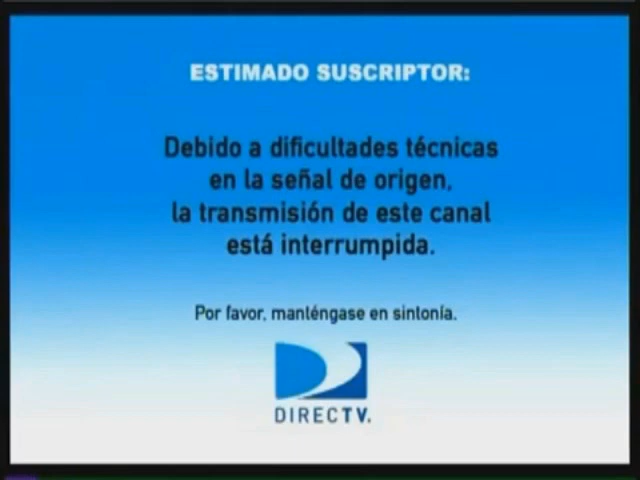 ESTIMADO SUSCRIPTOR:
Debido a dificultades técnicas
en la señal de origen,
la transmisión de este canal
está interrumpida.
Por favor, manténgase en sintonía.
DIRECTV.